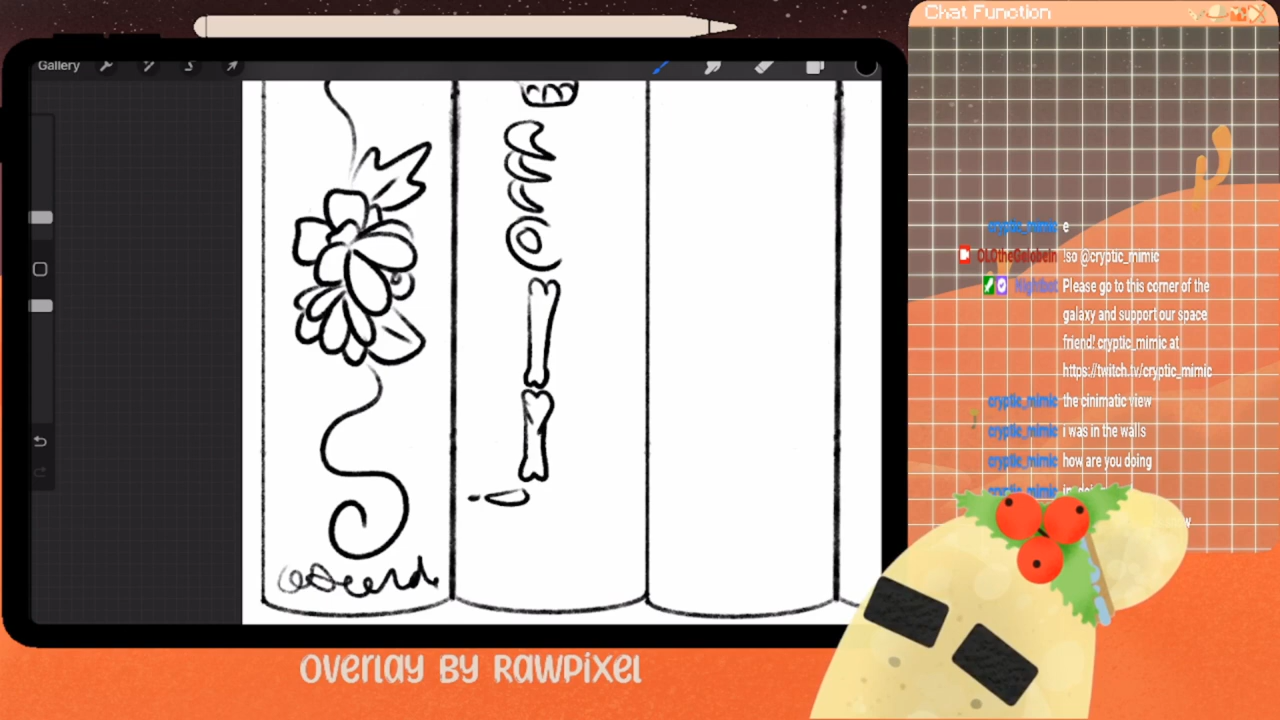 Gallery
Chat Function
cryptic_mimic e
OLOtheGalobein !so @cryptic_mimic
Nightbot Please go to this corner of the
galaxy and support our space
friend! cryptic_mimic at
https://twitch.tv/cryptic_mimic
cryptic_mimic the cinimatic view
cryptic_mimic i was in the walls
cryptic_mimic how are you doing
cryptic_mimic
OVERLAY BY RAWPIXEL